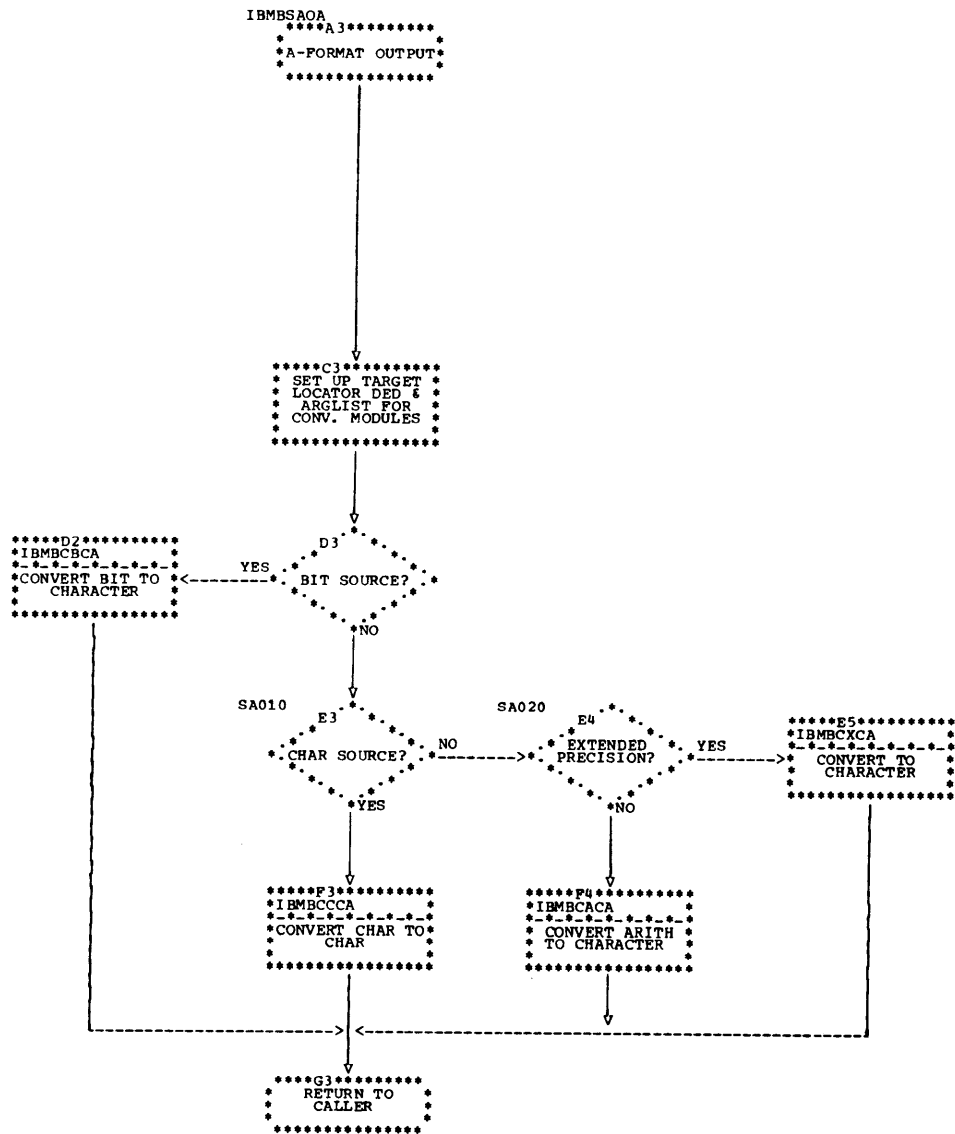 IBMBSAOA
A3
A-FORMAT OUTPUT
C3
SET UP TARGET
LOCATOR DED &
ARGLIST FOR
CONV. MODULES
D2
IBMBCBCA
CONVERT BIT TO
CHARACTER
YES
D3
BIT SOURCE?
NO
SA010
E3
CHAR SOURCE?
NO
YES
SA020
E4
EXTENDED
PRECISION?
YES
NO
E5
IBMBCXCA
CONVERT TO
CHARACTER
F3
IBMBCCCA
CONVERT CHAR TO
CHAR
F4
IBMBCACA
CONVERT ARITH
TO CHARACTER
G3
RETURN TO
CALLER